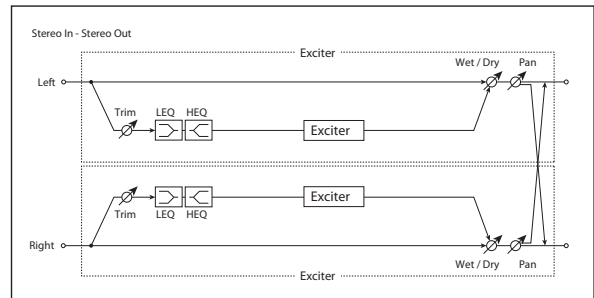 Stereo In - Stereo Out
Exciter
Wet / Dry Pan
Left
Trim LEQ HEQ
Exciter
Exciter
Trim LEQ HEQ
Right
Wet / Dry Pan
Exciter